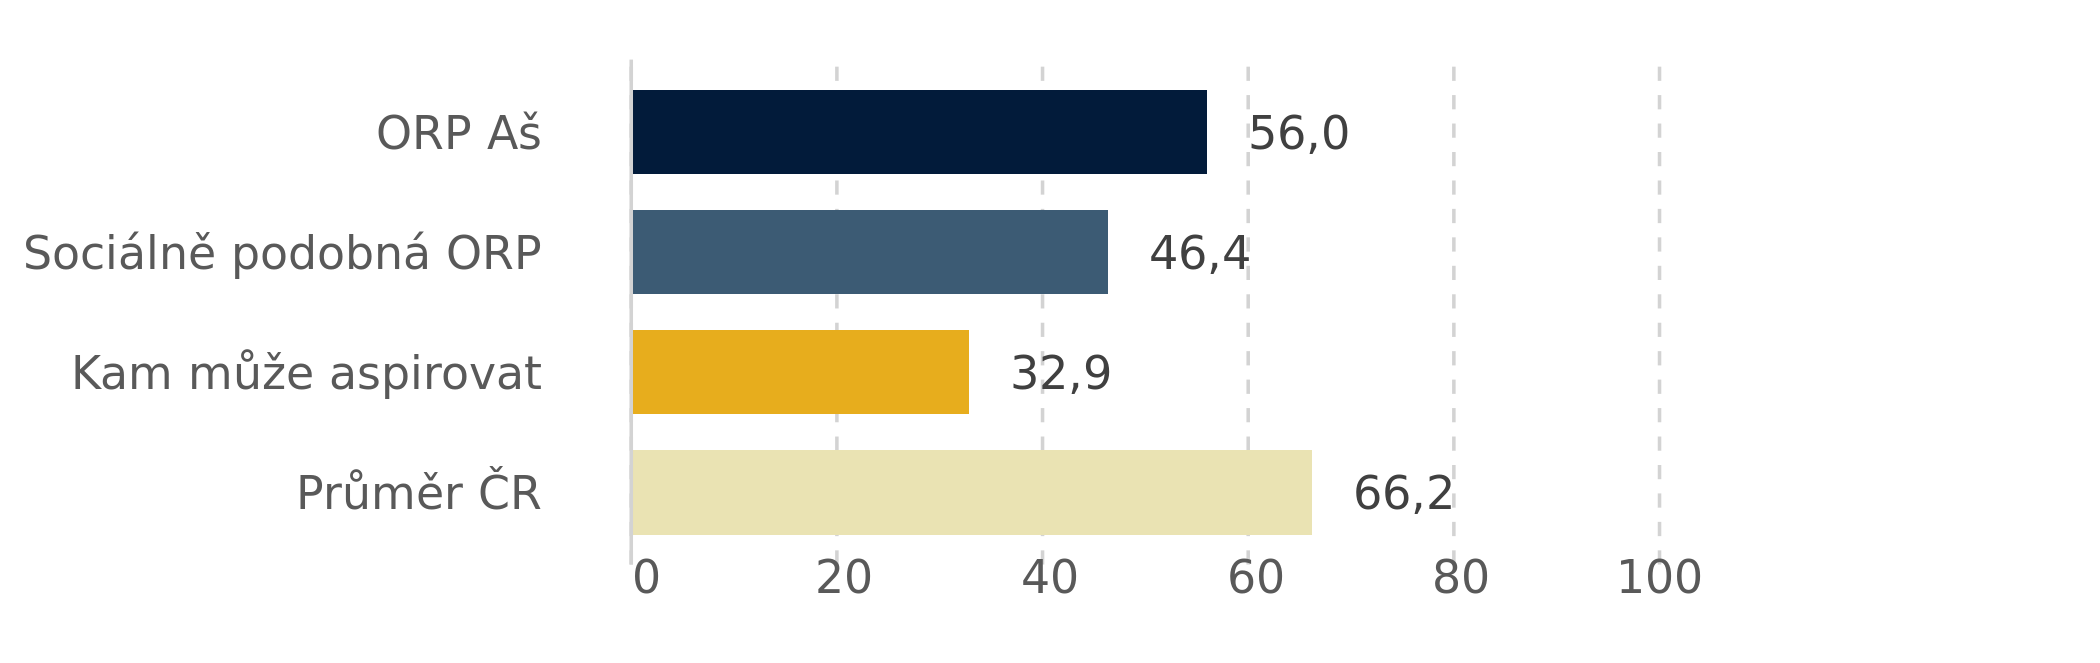 ORP Aš 56,0
Sociálně podobná ORP 46,4
Kam může aspirovat 32,9
Průměr ČR 66,2
0 20 40 60 80 100